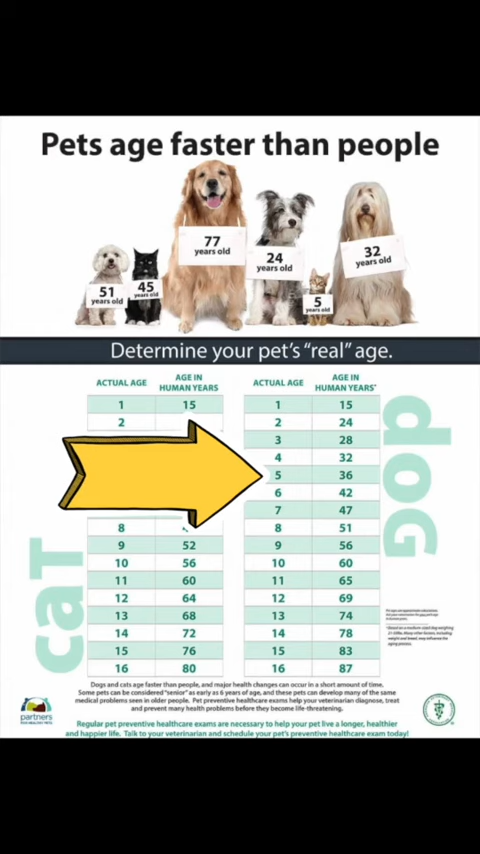 Pets age faster than people
77
years old
24
years old
32
years old
51
years old
45
years old
5
years old
Determine your pet's "real" age.
ACTUAL AGE AGE IN HUMAN YEARS
1 15
2
8
9 52
10 56
11 60
12 64
13 68
14 72
15 76
16 80
caT
ACTUAL AGE AGE IN HUMAN YEARS*
1 15
2 24
3 28
4 32
5 36
6 42
7 47
8 51
9 56
10 60
11 65
12 69
13 74
14 78
15 83
16 87
DOG
Dogs and cats age faster than people, and major health changes can occur in a short amount of time.
Some pets can be considered "senior" as early as 6 years of age, and these pets can develop many of the same
medical problems seen in older people. Pet preventive healthcare exams help your veterinarian diagnose, treat
and prevent many health problems before they become life-threatening.
Regular pet preventive healthcare exams are necessary to help your pet live a longer, healthier
and happier life. Talk to your veterinarian and schedule your pet's preventive healthcare exam today!
partners
FOR HEALTHY PETS